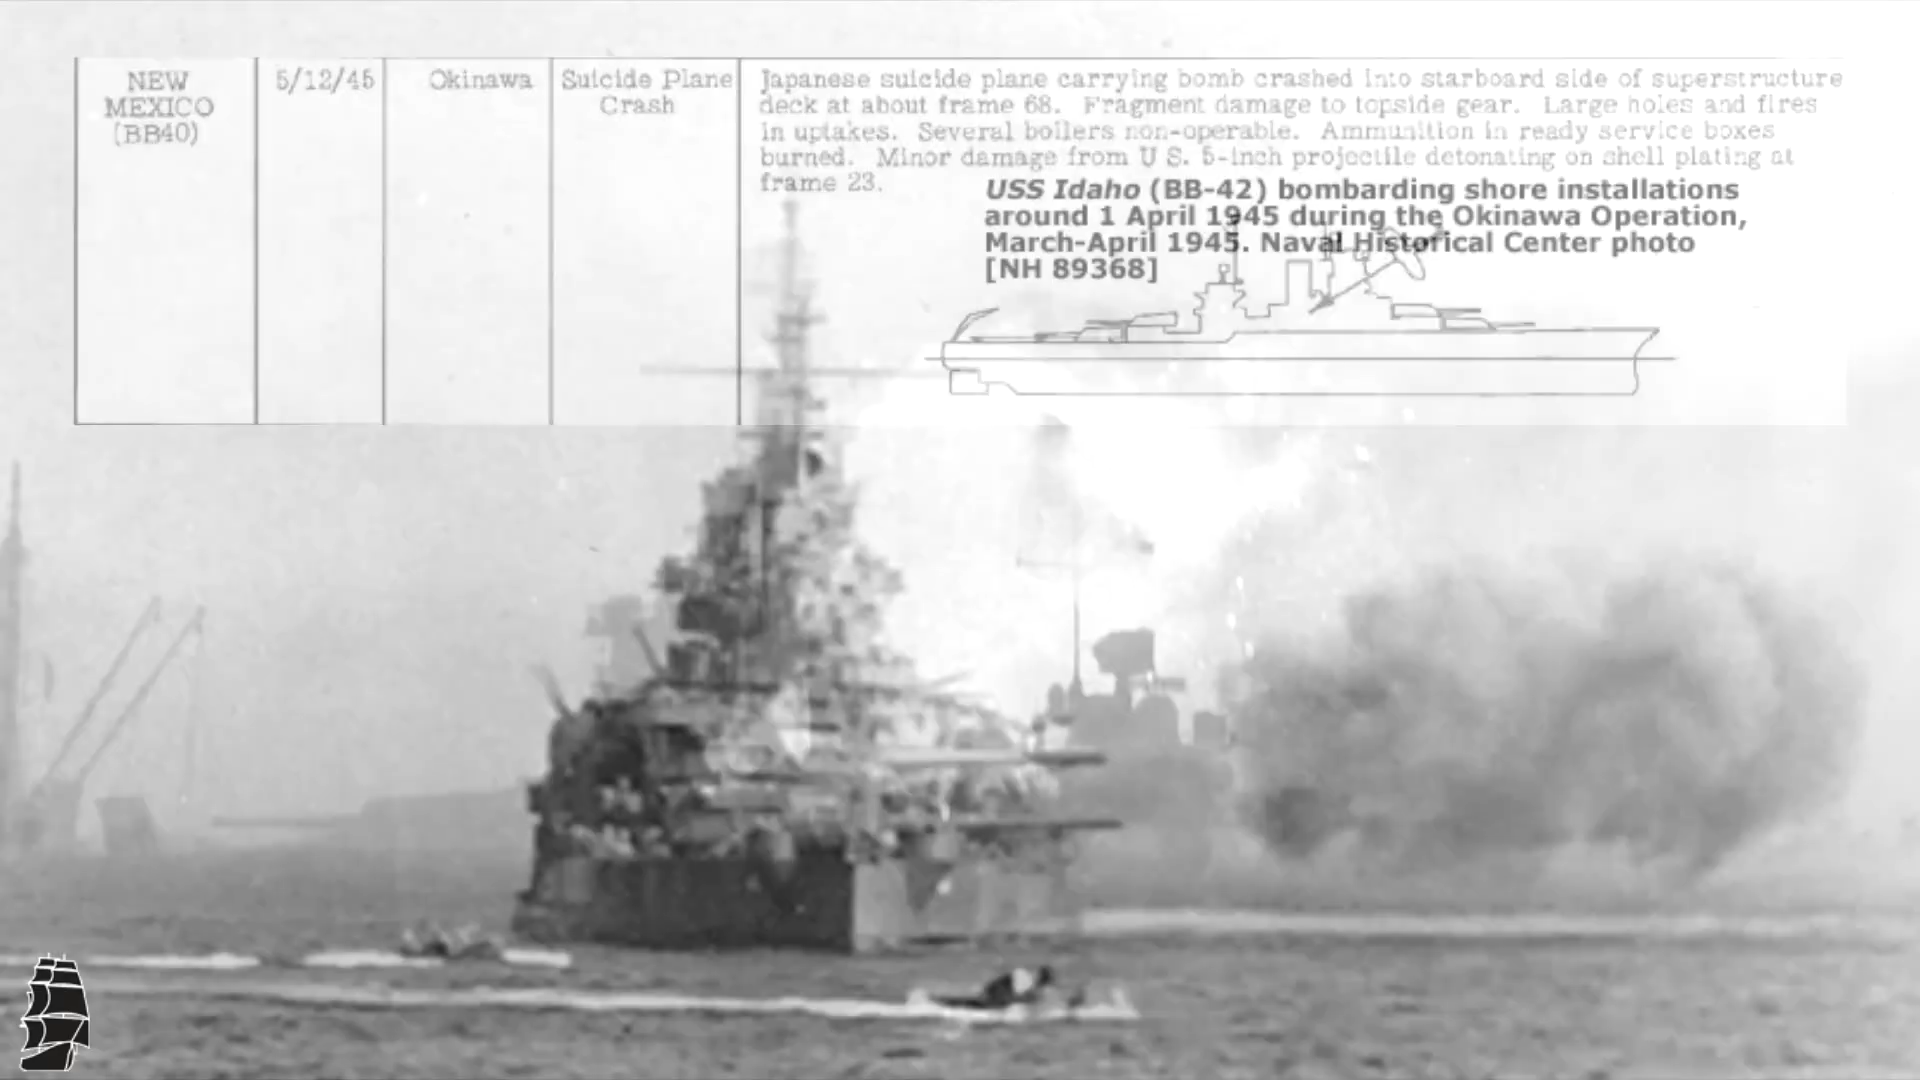 NEW
MEXICO
(BB40)
5/12/45
Okinawa
Suicide Plane
Crash
Japanese suicide plane carrying bomb crashed into starboard side of superstructure
deck at about frame 68. Fragment damage to topside gear. Large holes and fires
in uptakes. Several boilers non-operable. Ammunition in ready service boxes
burned. Minor damage from U S. 5-inch projectile detonating on shell plating at
frame 23.
USS Idaho (BB-42) bombarding shore installations
around 1 April 1945 during the Okinawa Operation,
March-April 1945. Naval Historical Center photo
[NH 89368]